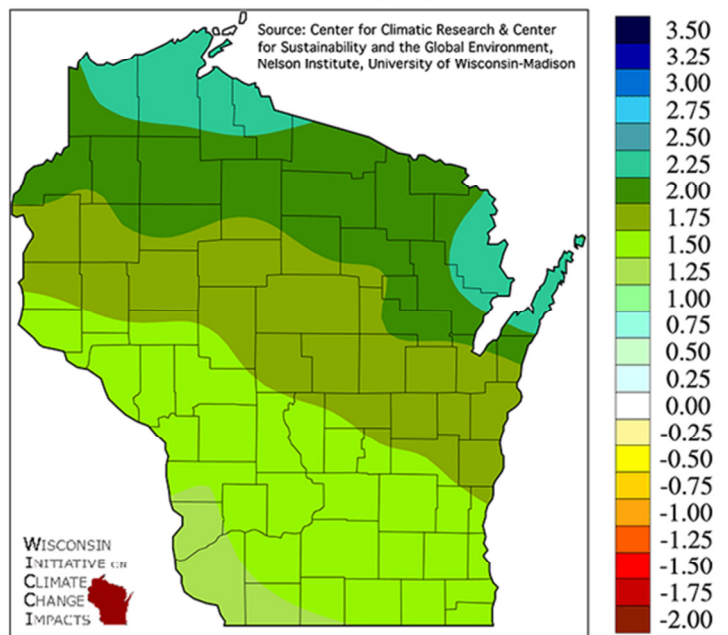 Source: Center for Climatic Research & Center
for Sustainability and the Global Environment,
Nelson Institute, University of Wisconsin-Madison
3.50
3.25
3.00
2.75
2.50
2.25
2.00
1.75
1.50
1.25
1.00
0.75
0.50
0.25
0.00
-0.25
-0.50
-0.75
-1.00
-1.25
-1.50
-1.75
-2.00
WISCONSIN
INITIATIVE ON
CLIMATE
CHANGE
IMPACTS